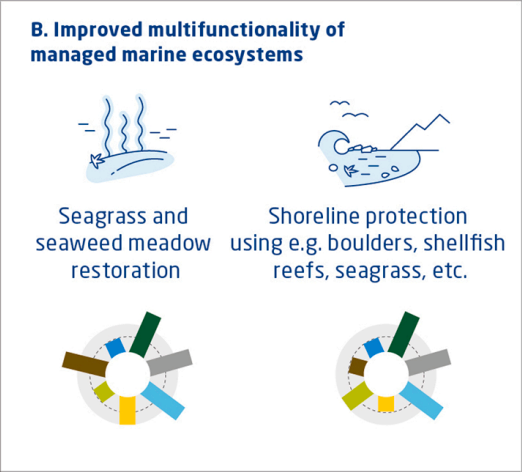 B. Improved multifunctionality of
managed marine ecosystems
Seagrass and
seaweed meadow
restoration
Shoreline protection
using e.g. boulders, shellfish
reefs, seagrass, etc.